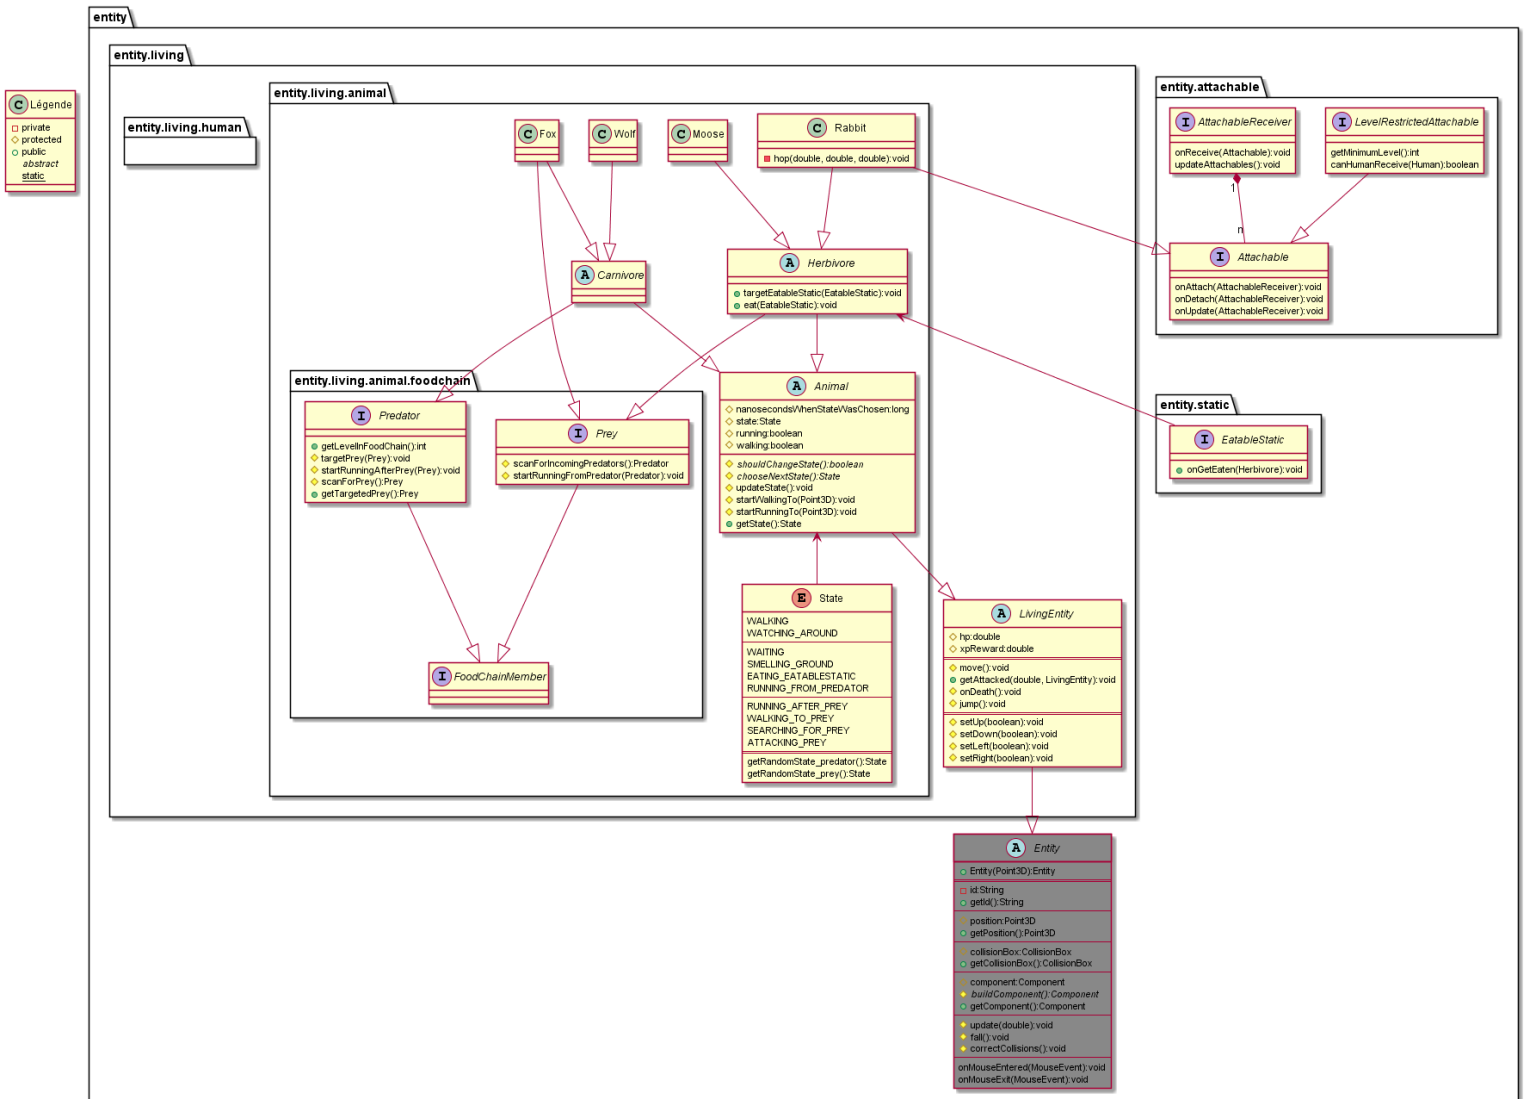 entity
entity.living
C Légende
private
protected
public
abstract
static
entity.living.human
entity.living.animal
C Fox
C Wolf
C Moose
C Rabbit
hop(double, double, double):void
A Carnivore
A Herbivore
targetEatableStatic(EatableStatic):void
eat(EatableStatic):void
entity.living.animal.foodchain
I Predator
getLevelInFoodChain():int
targetPrey(Prey):void
startRunningAfterPrey(Prey):void
scanForPrey():Prey
getTargetedPrey():Prey
I Prey
scanForIncomingPredators():Predator
startRunningFromPredator(Predator):void
I FoodChainMember
A Animal
nanosecondsWhenStateWasChosen:long
state:State
running:boolean
walking:boolean
shouldChangeState():boolean
chooseNextState():State
updateState():void
startWalkingTo(Point3D):void
startRunningTo(Point3D):void
getState():State
E State
WALKING
WATCHING_AROUND
WAITING
SMELLING_GROUND
EATING_EATABLESTATIC
RUNNING_FROM_PREDATOR
RUNNING_AFTER_PREY
WALKING_TO_PREY
SEARCHING_FOR_PREY
ATTACKING_PREY
getRandomState_predator():State
getRandomState_prey():State
A LivingEntity
hp:double
xpReward:double
move():void
getAttacked(double, LivingEntity):void
onDeath():void
jump():void
setUp(boolean):void
setDown(boolean):void
setLeft(boolean):void
setRight(boolean):void
A Entity
Entity(Point3D):Entity
id:String
getId():String
position:Point3D
getPosition():Point3D
collisionBox:CollisionBox
getCollisionBox():CollisionBox
component:Component
buildComponent():Component
getComponent():Component
update(double):void
fall():void
correctCollisions():void
onMouseEntered(MouseEvent):void
onMouseExit(MouseEvent):void
entity.attachable
I AttachableReceiver
onReceive(Attachable):void
updateAttachables():void
I LevelRestrictedAttachable
getMinimumLevel():int
canHumanReceive(Human):boolean
1
n
I Attachable
onAttach(AttachableReceiver):void
onDetach(AttachableReceiver):void
onUpdate(AttachableReceiver):void
entity.static
I EatableStatic
onGetEaten(Herbivore):void